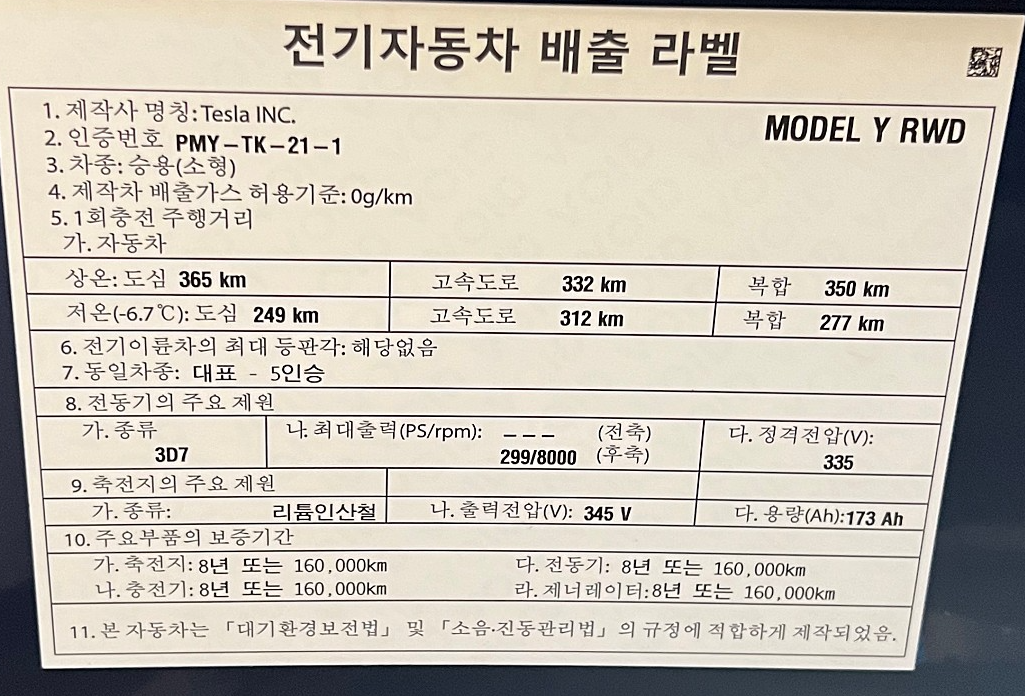 전기자동차 배출 라벨
1. 제작사 명칭: Tesla INC.
MODEL Y RWD
2. 인증번호 PMY-TK-21-1
3. 차종: 승용(소형)
4. 제작차 배출가스 허용기준: 0g/km
5. 1회충전 주행거리
가. 자동차
상온: 도심 365 km 고속도로 332 km 복합 350 km
저온(-6.7℃): 도심 249 km 고속도로 312 km 복합 277 km
6. 전기이륜차의 최대 등판각: 해당없음
7. 동일차종: 대표 - 5인승
8. 전동기의 주요 제원
가. 종류 나: 최대출력(PS/rpm): --- (전축) 다. 정격전압(V):
3D7 299/8000 (후축) 335
9. 축전지의 주요 제원
가. 종류: 리튬인산철 나. 출력전압(V): 345 V 다. 용량(Ah): 173 Ah
10. 주요부품의 보증기간
가. 축전지: 8년 또는 160,000km 다. 전동기: 8년 또는 160,000km
나. 충전기: 8년 또는 160,000km 라. 제너레이터: 8년 또는 160,000km
11. 본 자동차는 「대기환경보전법」 및 「소음·진동관리법」의 규정에 적합하게 제작되었음.